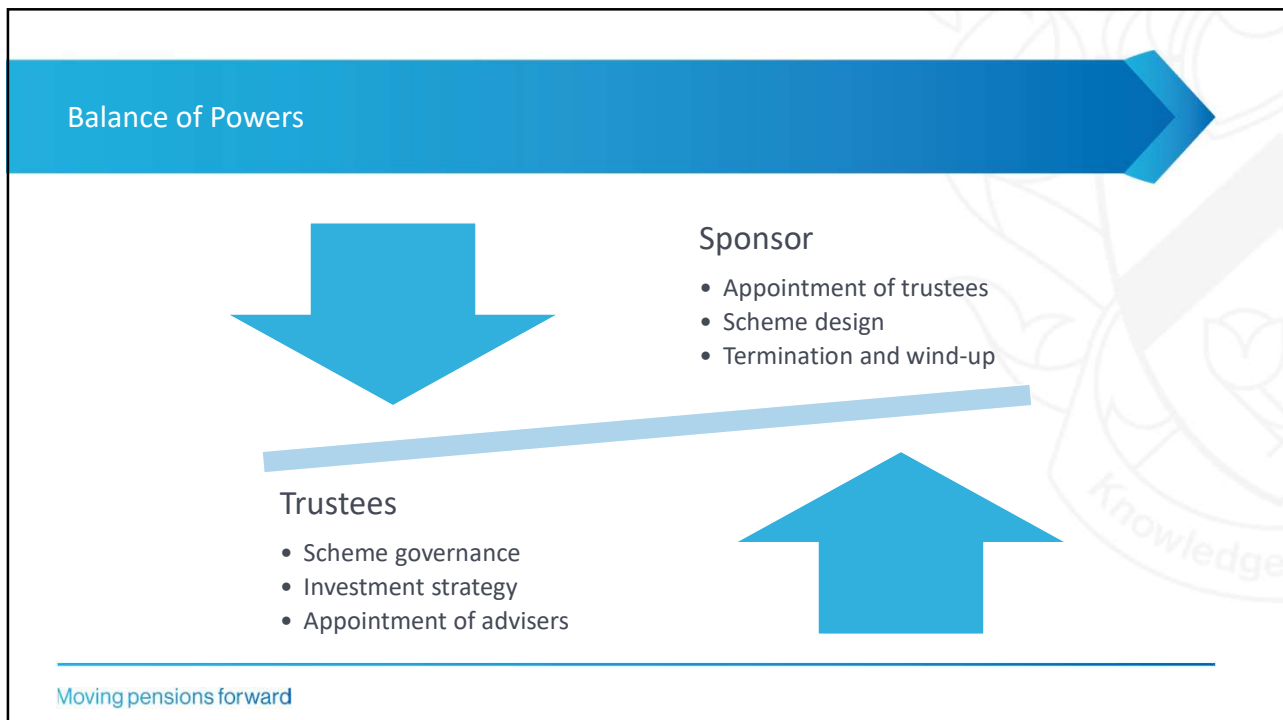 Balance of Powers
Sponsor
• Appointment of trustees
• Scheme design
• Termination and wind-up
Trustees
• Scheme governance
• Investment strategy
• Appointment of advisers
Knowledge
Moving pensions forward